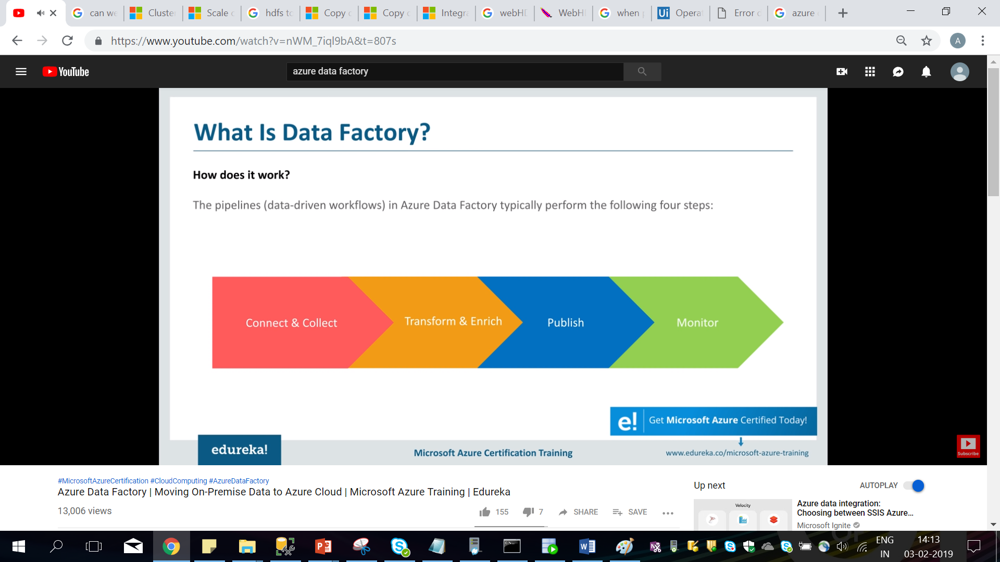 can we
Cluster
Scale
hdfs to
Copy
Copy
Integra
webHD
WebH
when
Ui
Opera
Error
azure
https://www.youtube.com/watch?v=nWM_7iql9bA&t=807s
A
YouTube
azure data factory
What Is Data Factory?
How does it work?
The pipelines (data-driven workflows) in Azure Data Factory typically perform the following four steps:
Connect & Collect
Transform & Enrich
Publish
Monitor
e! Get Microsoft Azure Certified Today!
edureka!
Microsoft Azure Certification Training
www.edureka.co/microsoft-azure-training
Subscribe
#MicrosoftAzureCertification #CloudComputing #AzureDataFactory
Azure Data Factory | Moving On-Premise Data to Azure Cloud | Microsoft Azure Training | Edureka
13,006 views
155
7
SHARE
SAVE
Up next
AUTOPLAY
Velocity
Azure data integration:
Choosing between SSIS Azure...
Microsoft Ignite
ENG
IN
14:13
03-02-2019